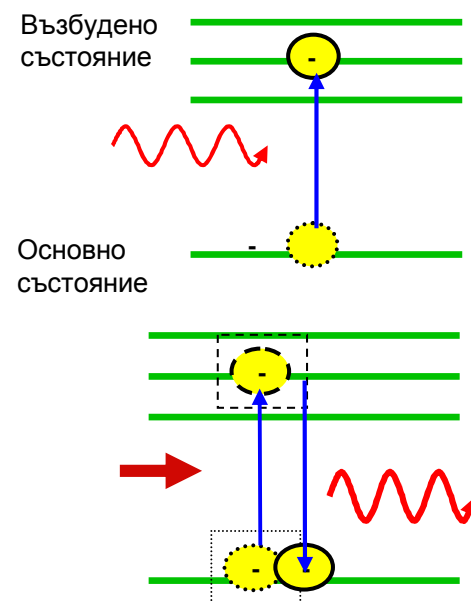 Възбудено
състояние
-
-
Основно
състояние
-
- -